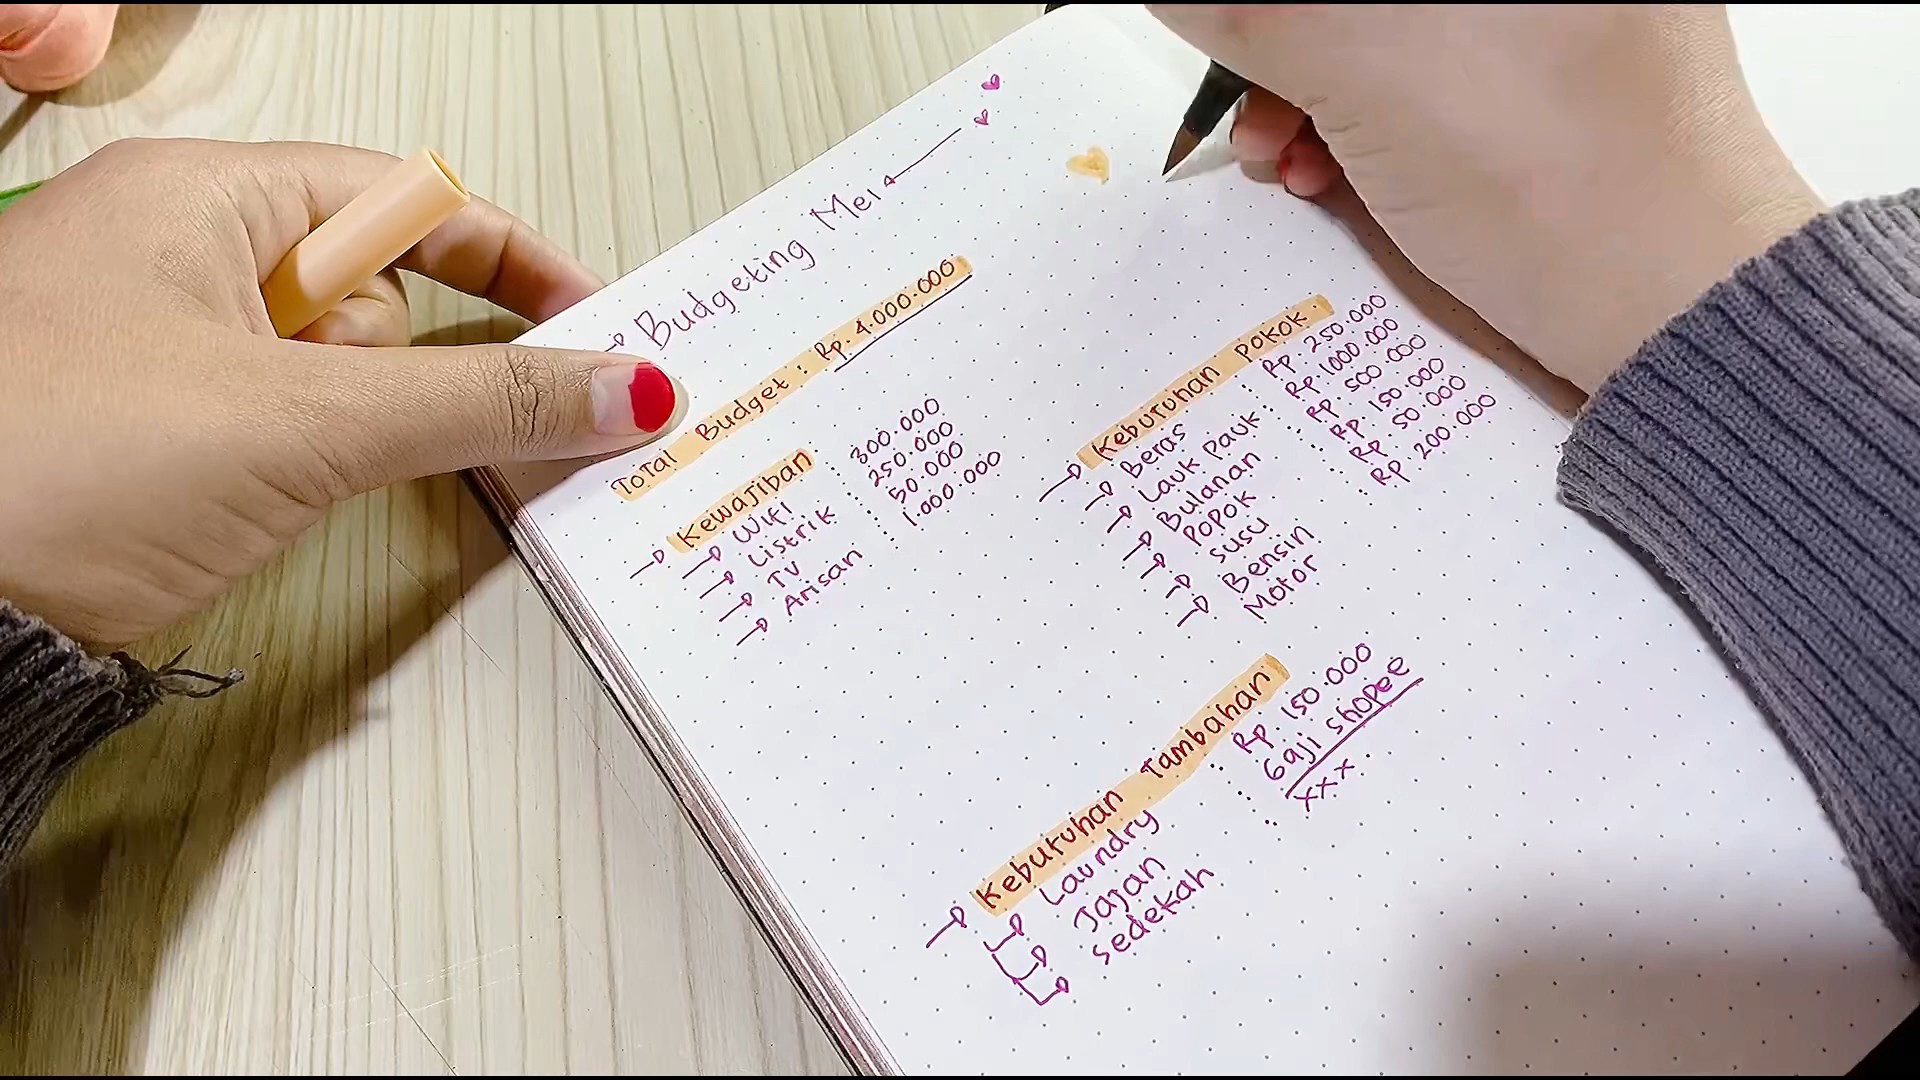 Budgeting Mei
Total Budget : Rp. 4.000.000
Kewajiban
Wifi : 300.000
Listrik : 250.000
TV : 50.000
Arisan : 1.000.000
Kebutuhan Pokok.
Beras : Rp. 250.000
Lauk Pauk : Rp. 1000.000
Bulanan : Rp 500.000
Popok : Rp. 150.000
Susu : Rp 50.000
Bensin : Rp 200.000
Motor
Kebutuhan Tambahan
Laundry : Rp 150.000
Jajan : Gaji shopee
Sedekah : xxx